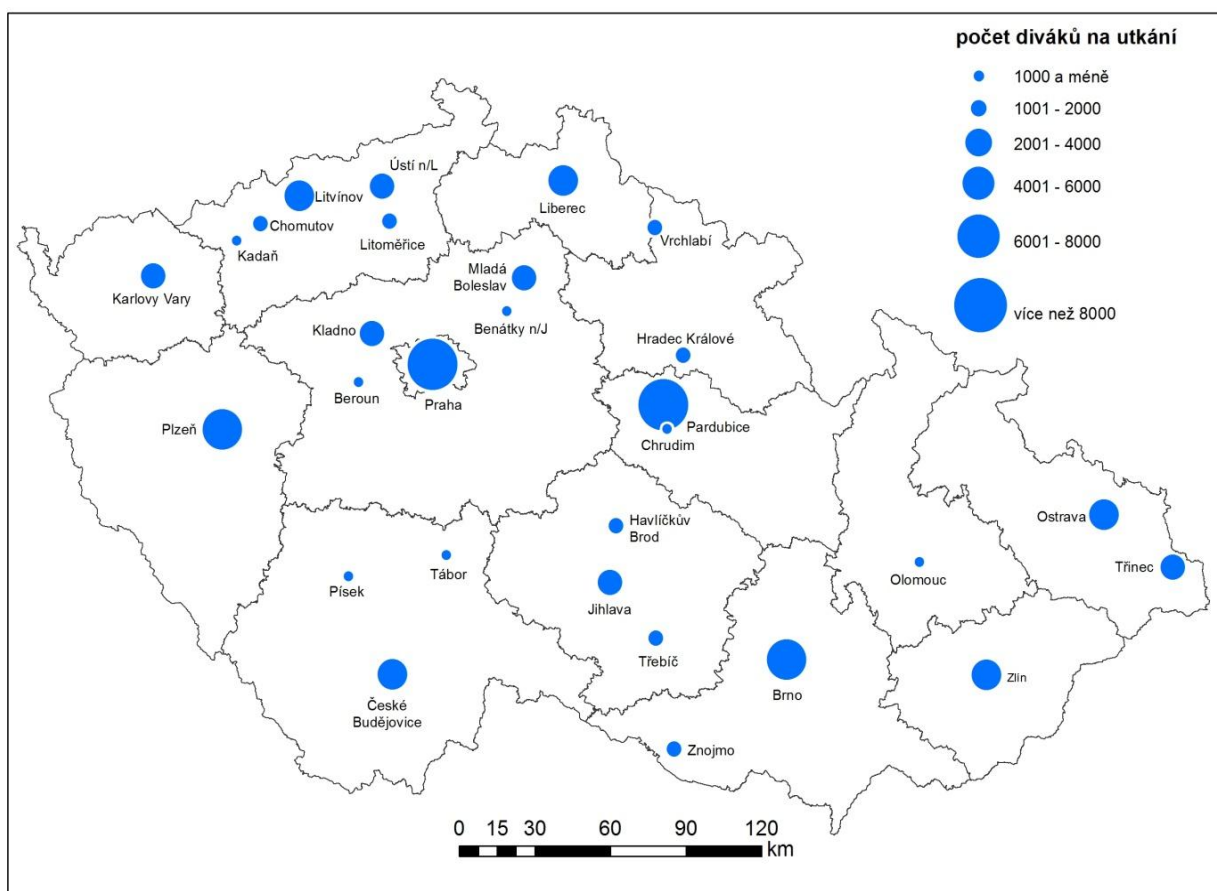 počet diváků na utkání
1000 a méně
1001 - 2000
2001 - 4000
4001 - 6000
6001 - 8000
více než 8000
Ústí n/L
Litvínov
Liberec
Chomutov
Litoměřice
Vrchlabí
Kadaň
Mladá
Boleslav
Karlovy Vary
Benátky n/J
Kladno
Hradec Králové
Beroun
Praha
Plzeň
Pardubice
Chrudim
Havlíčkův
Brod
Ostrava
Tábor
Písek
Olomouc
Třinec
Jihlava
Třebíč
České
Budějovice
Brno
Zlín
Znojmo
0 15 30 60 90 120
km